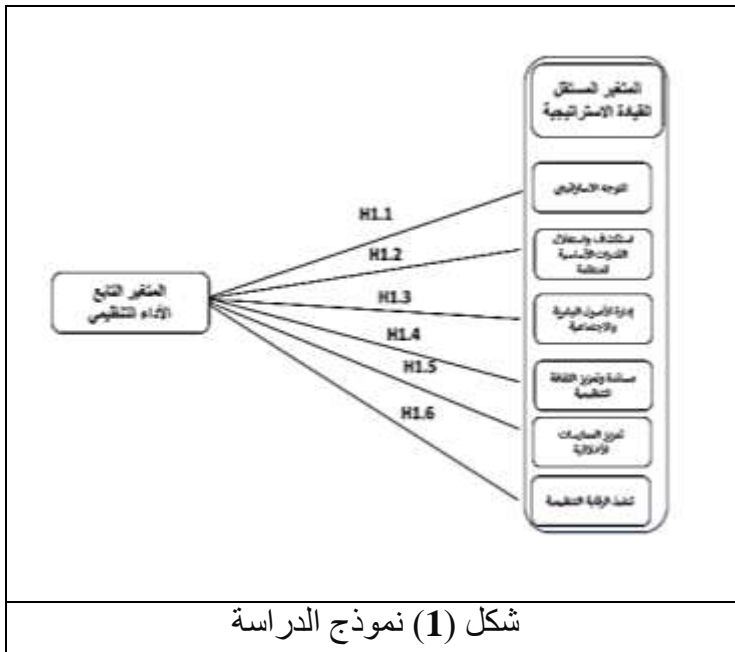 المتغير المستقل
القيادة الاستراتيجية
التوجه الاستراتيجي
استكشاف واستغلال
القدرات الأساسية
للمنظمة
إدارة الأصول البشرية
والاجتماعية
مساندة وتعزيز الثقافة
التنظيمية
تعزيز الممارسات
الأخلاقية
تنفيذ الرقابة التنظيمية
H1.1
H1.2
H1.3
H1.4
H1.5
H1.6
المتغير التابع
الأداء التنظيمي
شكل (1) نموذج الدراسة